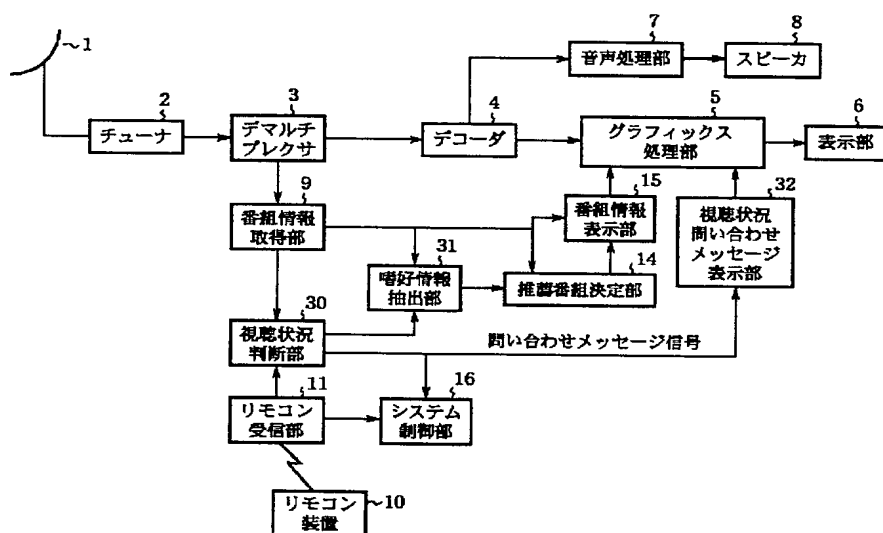 ~1
2
チューナ
3
デマルチ
プレクサ
4
デコーダ
7
音声処理部
8
スピーカ
5
グラフィックス
処理部
6
表示部
9
番組情報
取得部
31
嗜好情報
抽出部
15
番組情報
表示部
14
推薦番組決定部
32
視聴状況
問い合わせ
メッセージ
表示部
30
視聴状況
判断部
問い合わせメッセージ信号
11
リモコン
受信部
16
システム
制御部
リモコン
装置
~10